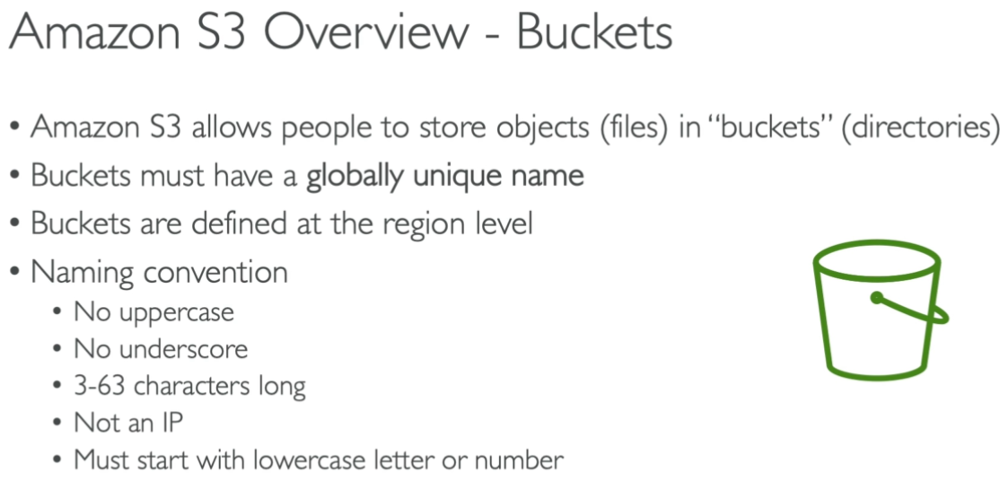 Amazon S3 Overview - Buckets
• Amazon S3 allows people to store objects (files) in “buckets” (directories)
• Buckets must have a globally unique name
• Buckets are defined at the region level
• Naming convention
• No uppercase
• No underscore
• 3-63 characters long
• Not an IP
• Must start with lowercase letter or number